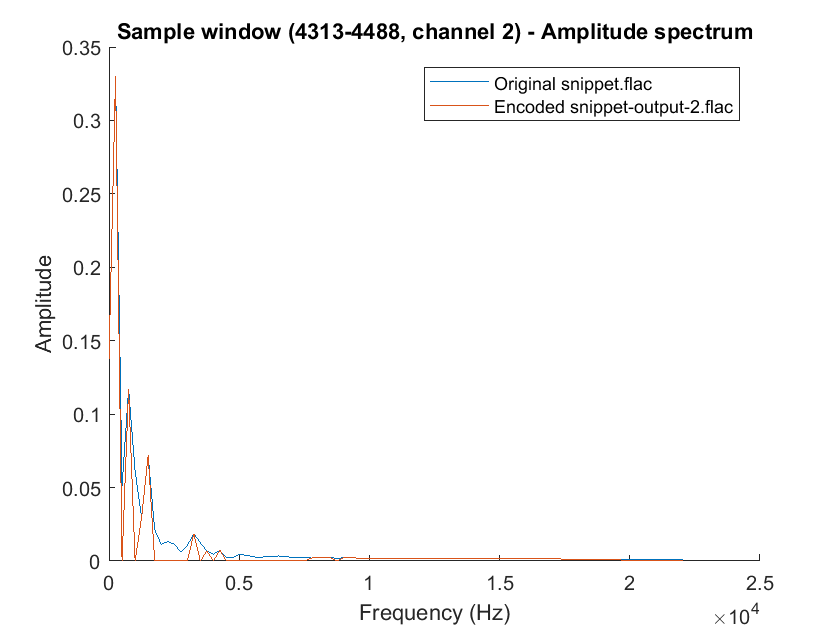 Sample window (4313-4488, channel 2) - Amplitude spectrum
Original snippet.flac
Encoded snippet-output-2.flac
Amplitude
0.35
0.3
0.25
0.2
0.15
0.1
0.05
0
0 0.5 1 1.5 2 2.5
Frequency (Hz)
×10⁴